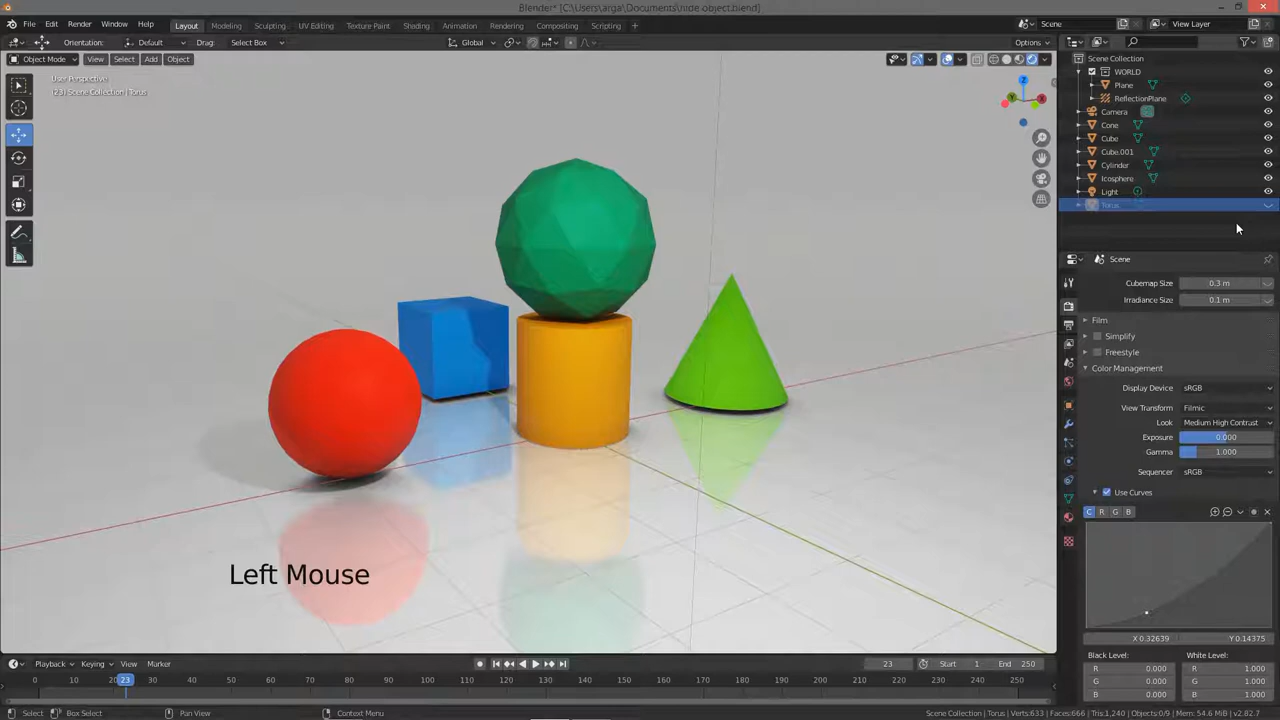 Blender* [C:\Users\arga\Documents\hide object.blend]
File Edit Render Window Help Layout Modeling Sculpting UV Editing Texture Paint Shading Animation Rendering Compositing Scripting + Scene View Layer
Orientation: Default Drag: Select Box Global Options
Object Mode View Select Add Object
User Perspective
(23) Scene Collection | Torus
Z
Y X
Scene Collection
WORLD
Plane
ReflectionPlane
Camera
Cone
Cube
Cube.001
Cylinder
Icosphere
Light
Torus
Scene
Cubemap Size 0.3 m
Irradiance Size 0.1 m
Film
Simplify
Freestyle
Color Management
Display Device sRGB
View Transform Filmic
Look Medium High Contrast
Exposure 0.000
Gamma 1.000
Sequencer sRGB
Use Curves
C R G B
X 0.32639 Y 0.14375
Black Level: White Level:
R 0.000 R 1.000
G 0.000 G 1.000
B 0.000 B 1.000
Left Mouse
Playback Keying View Marker 23 Start 1 End 250
0 10 20 23 30 40 50 60 70 80 90 100 110 120 130 140 150 160 170 180 190 200 210 220 230 240 250
Select Box Select Pan View Context Menu Scene Collection | Torus | Verts:633 | Faces:666 | Tris:1,240 | Objects:0/9 | Mem: 54.6 MiB | v2.82.7